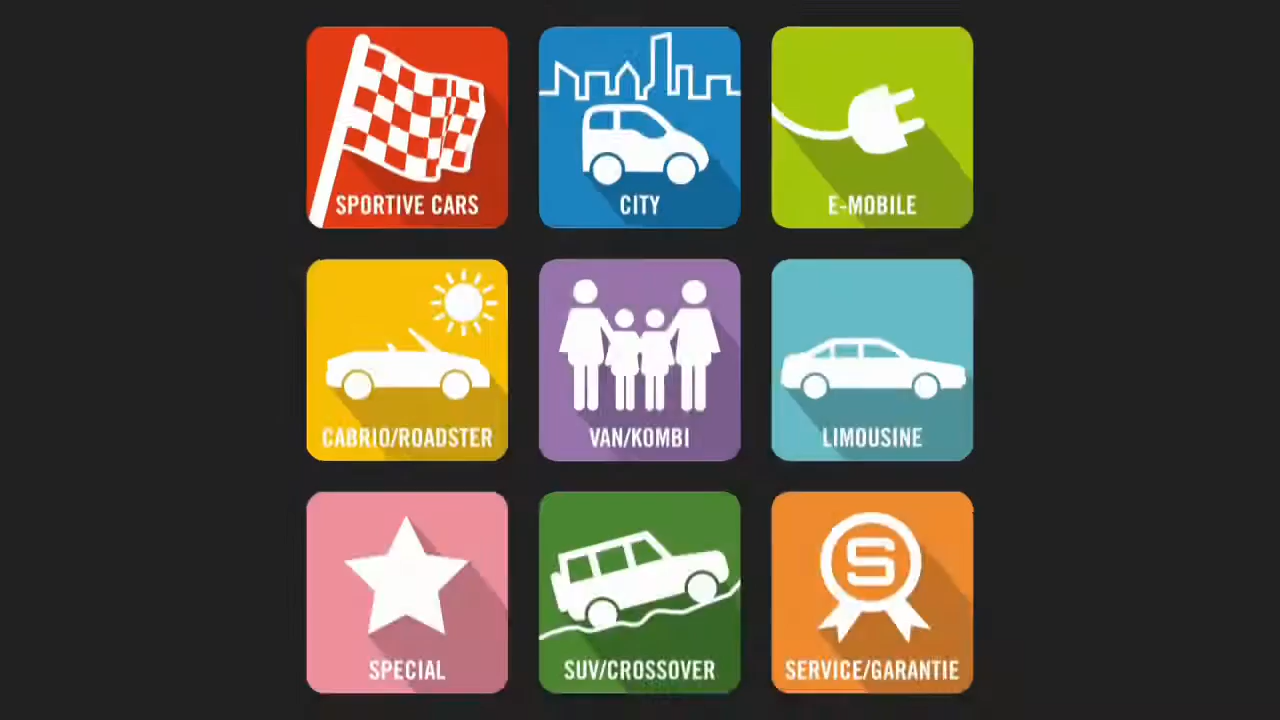 SPORTIVE CARS
CITY
E-MOBILE
CABRIO/ROADSTER
VAN/KOMBI
LIMOUSINE
SPECIAL
SUV/CROSSOVER
S
SERVICE/GARANTIE